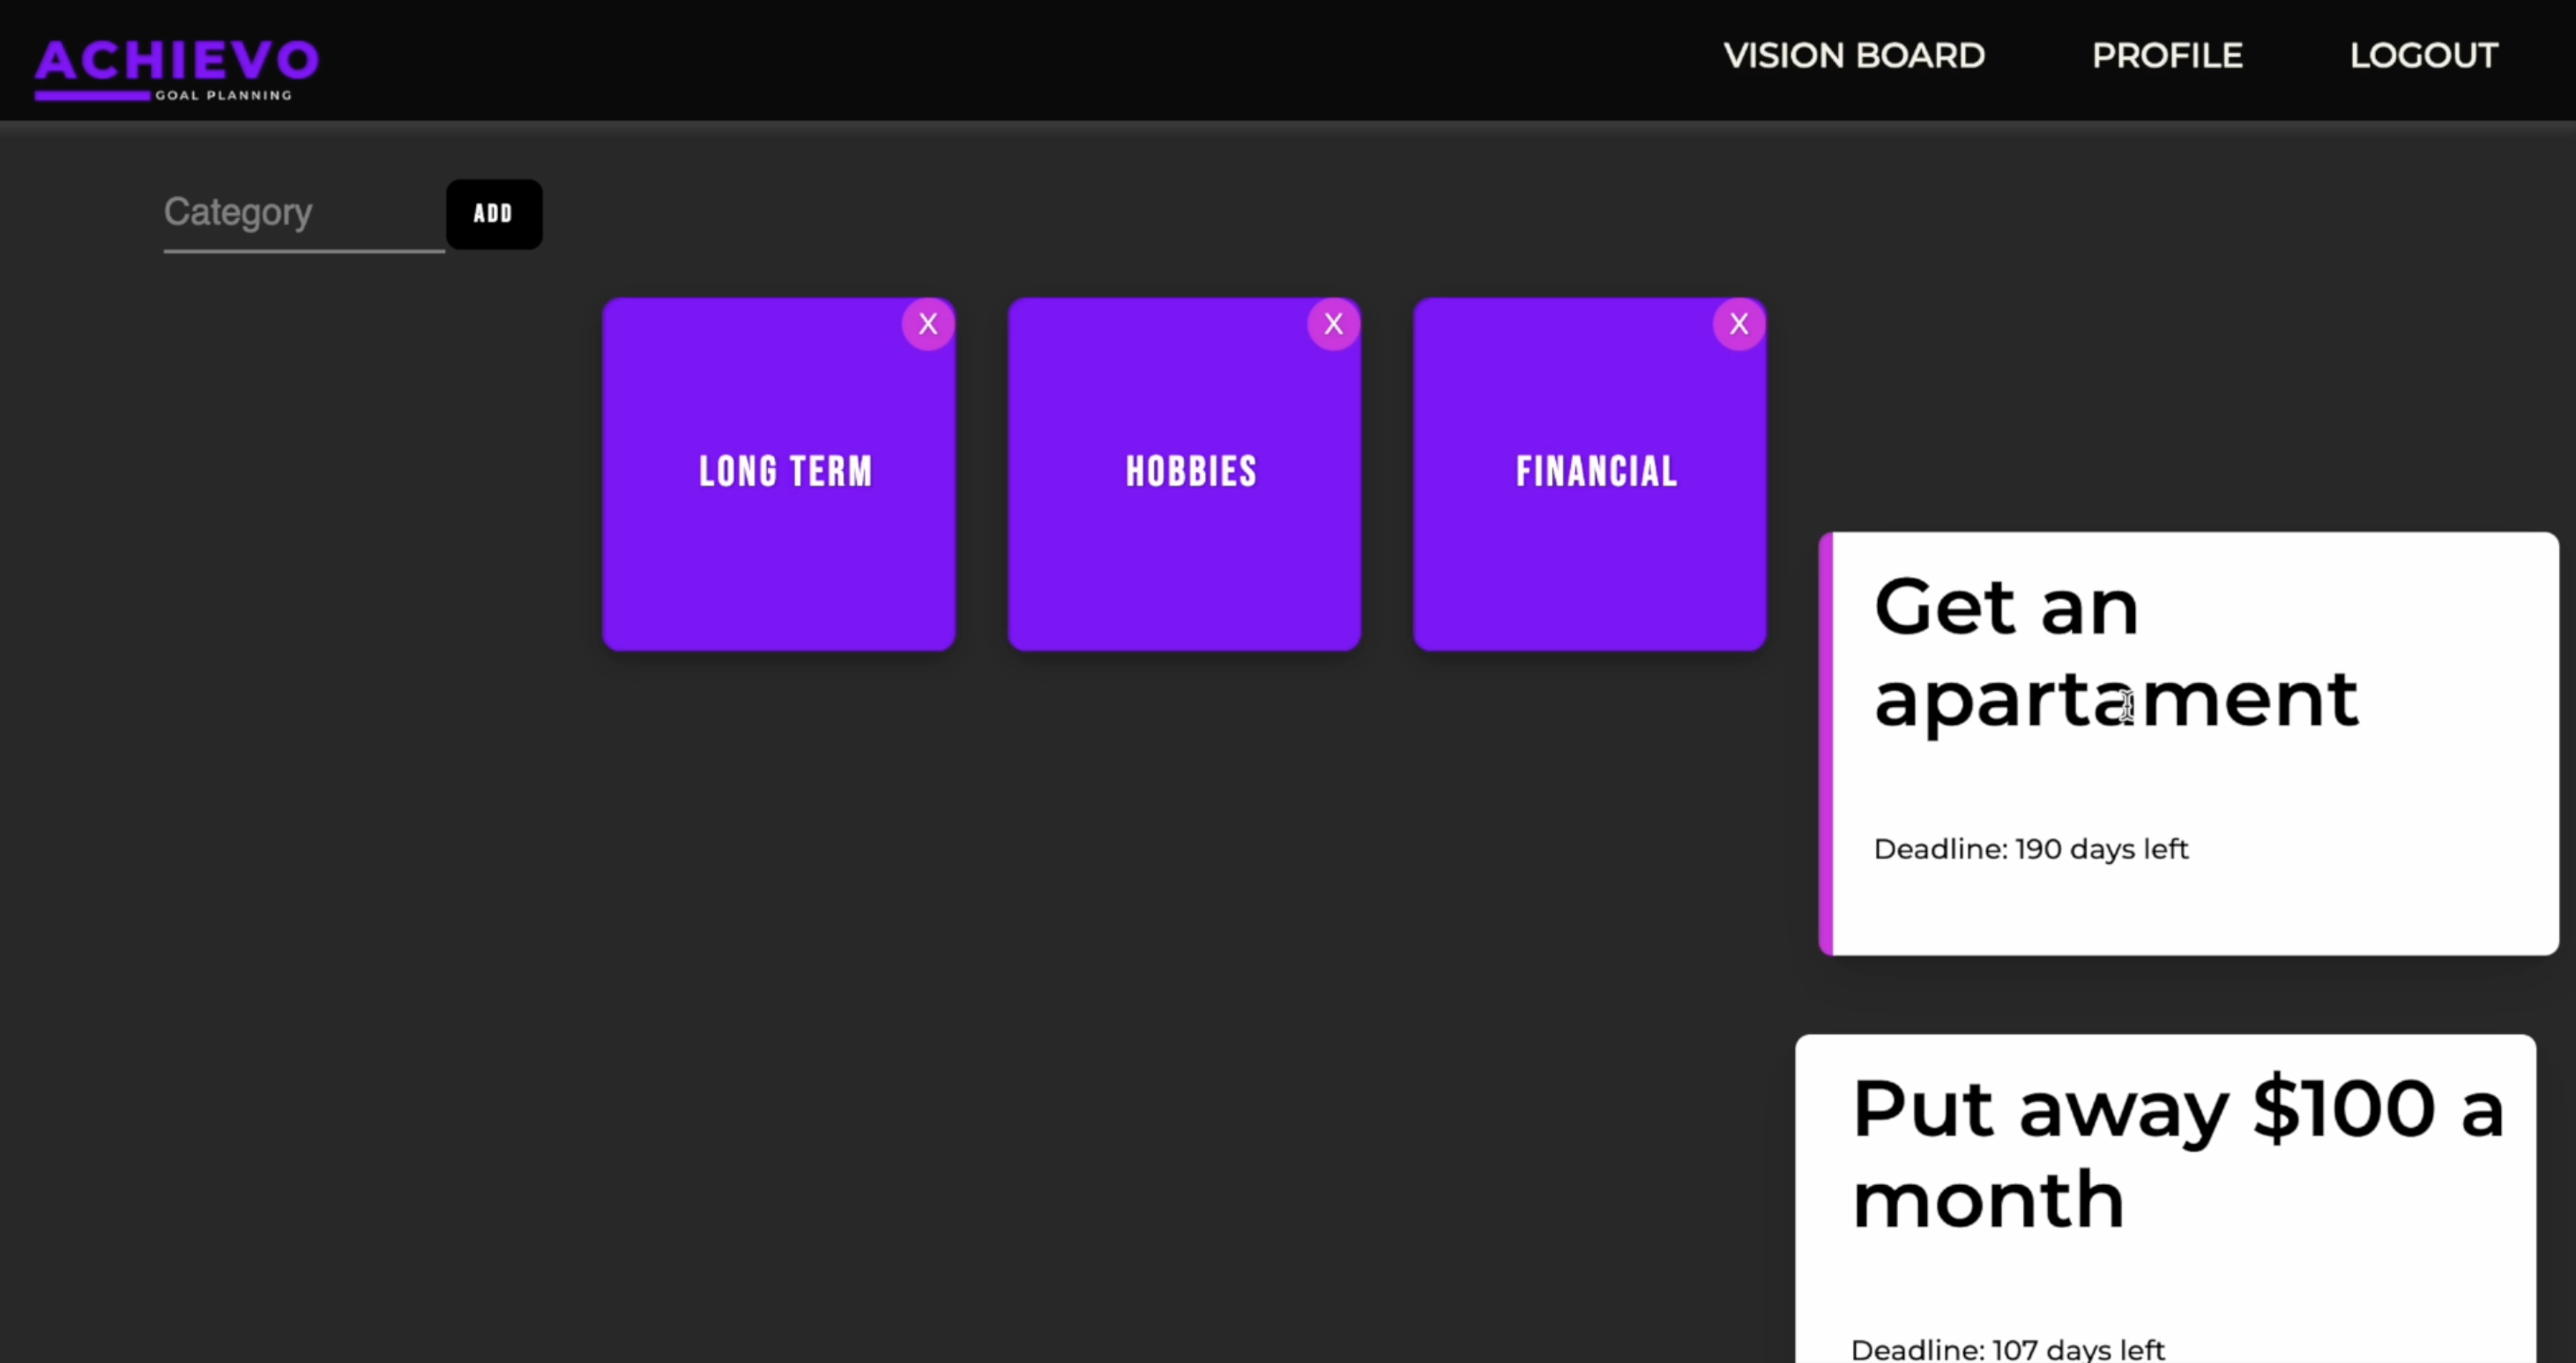 ACHIEVO
GOAL PLANNING
VISION BOARD PROFILE LOGOUT
Category
ADD
X X X
LONG TERM HOBBIES FINANCIAL
Get an
apartament
Deadline: 190 days left
Put away $100 a
month
Deadline: 107 days left